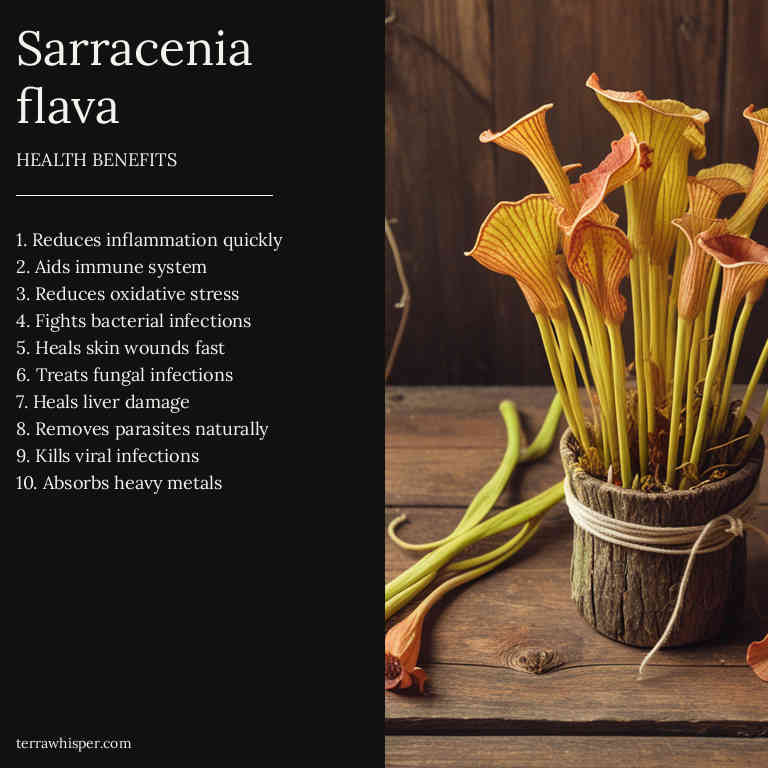 Sarracenia
flava
HEALTH BENEFITS
1. Reduces inflammation quickly
2. Aids immune system
3. Reduces oxidative stress
4. Fights bacterial infections
5. Heals skin wounds fast
6. Treats fungal infections
7. Heals liver damage
8. Removes parasites naturally
9. Kills viral infections
10. Absorbs heavy metals
terrawhisper.com